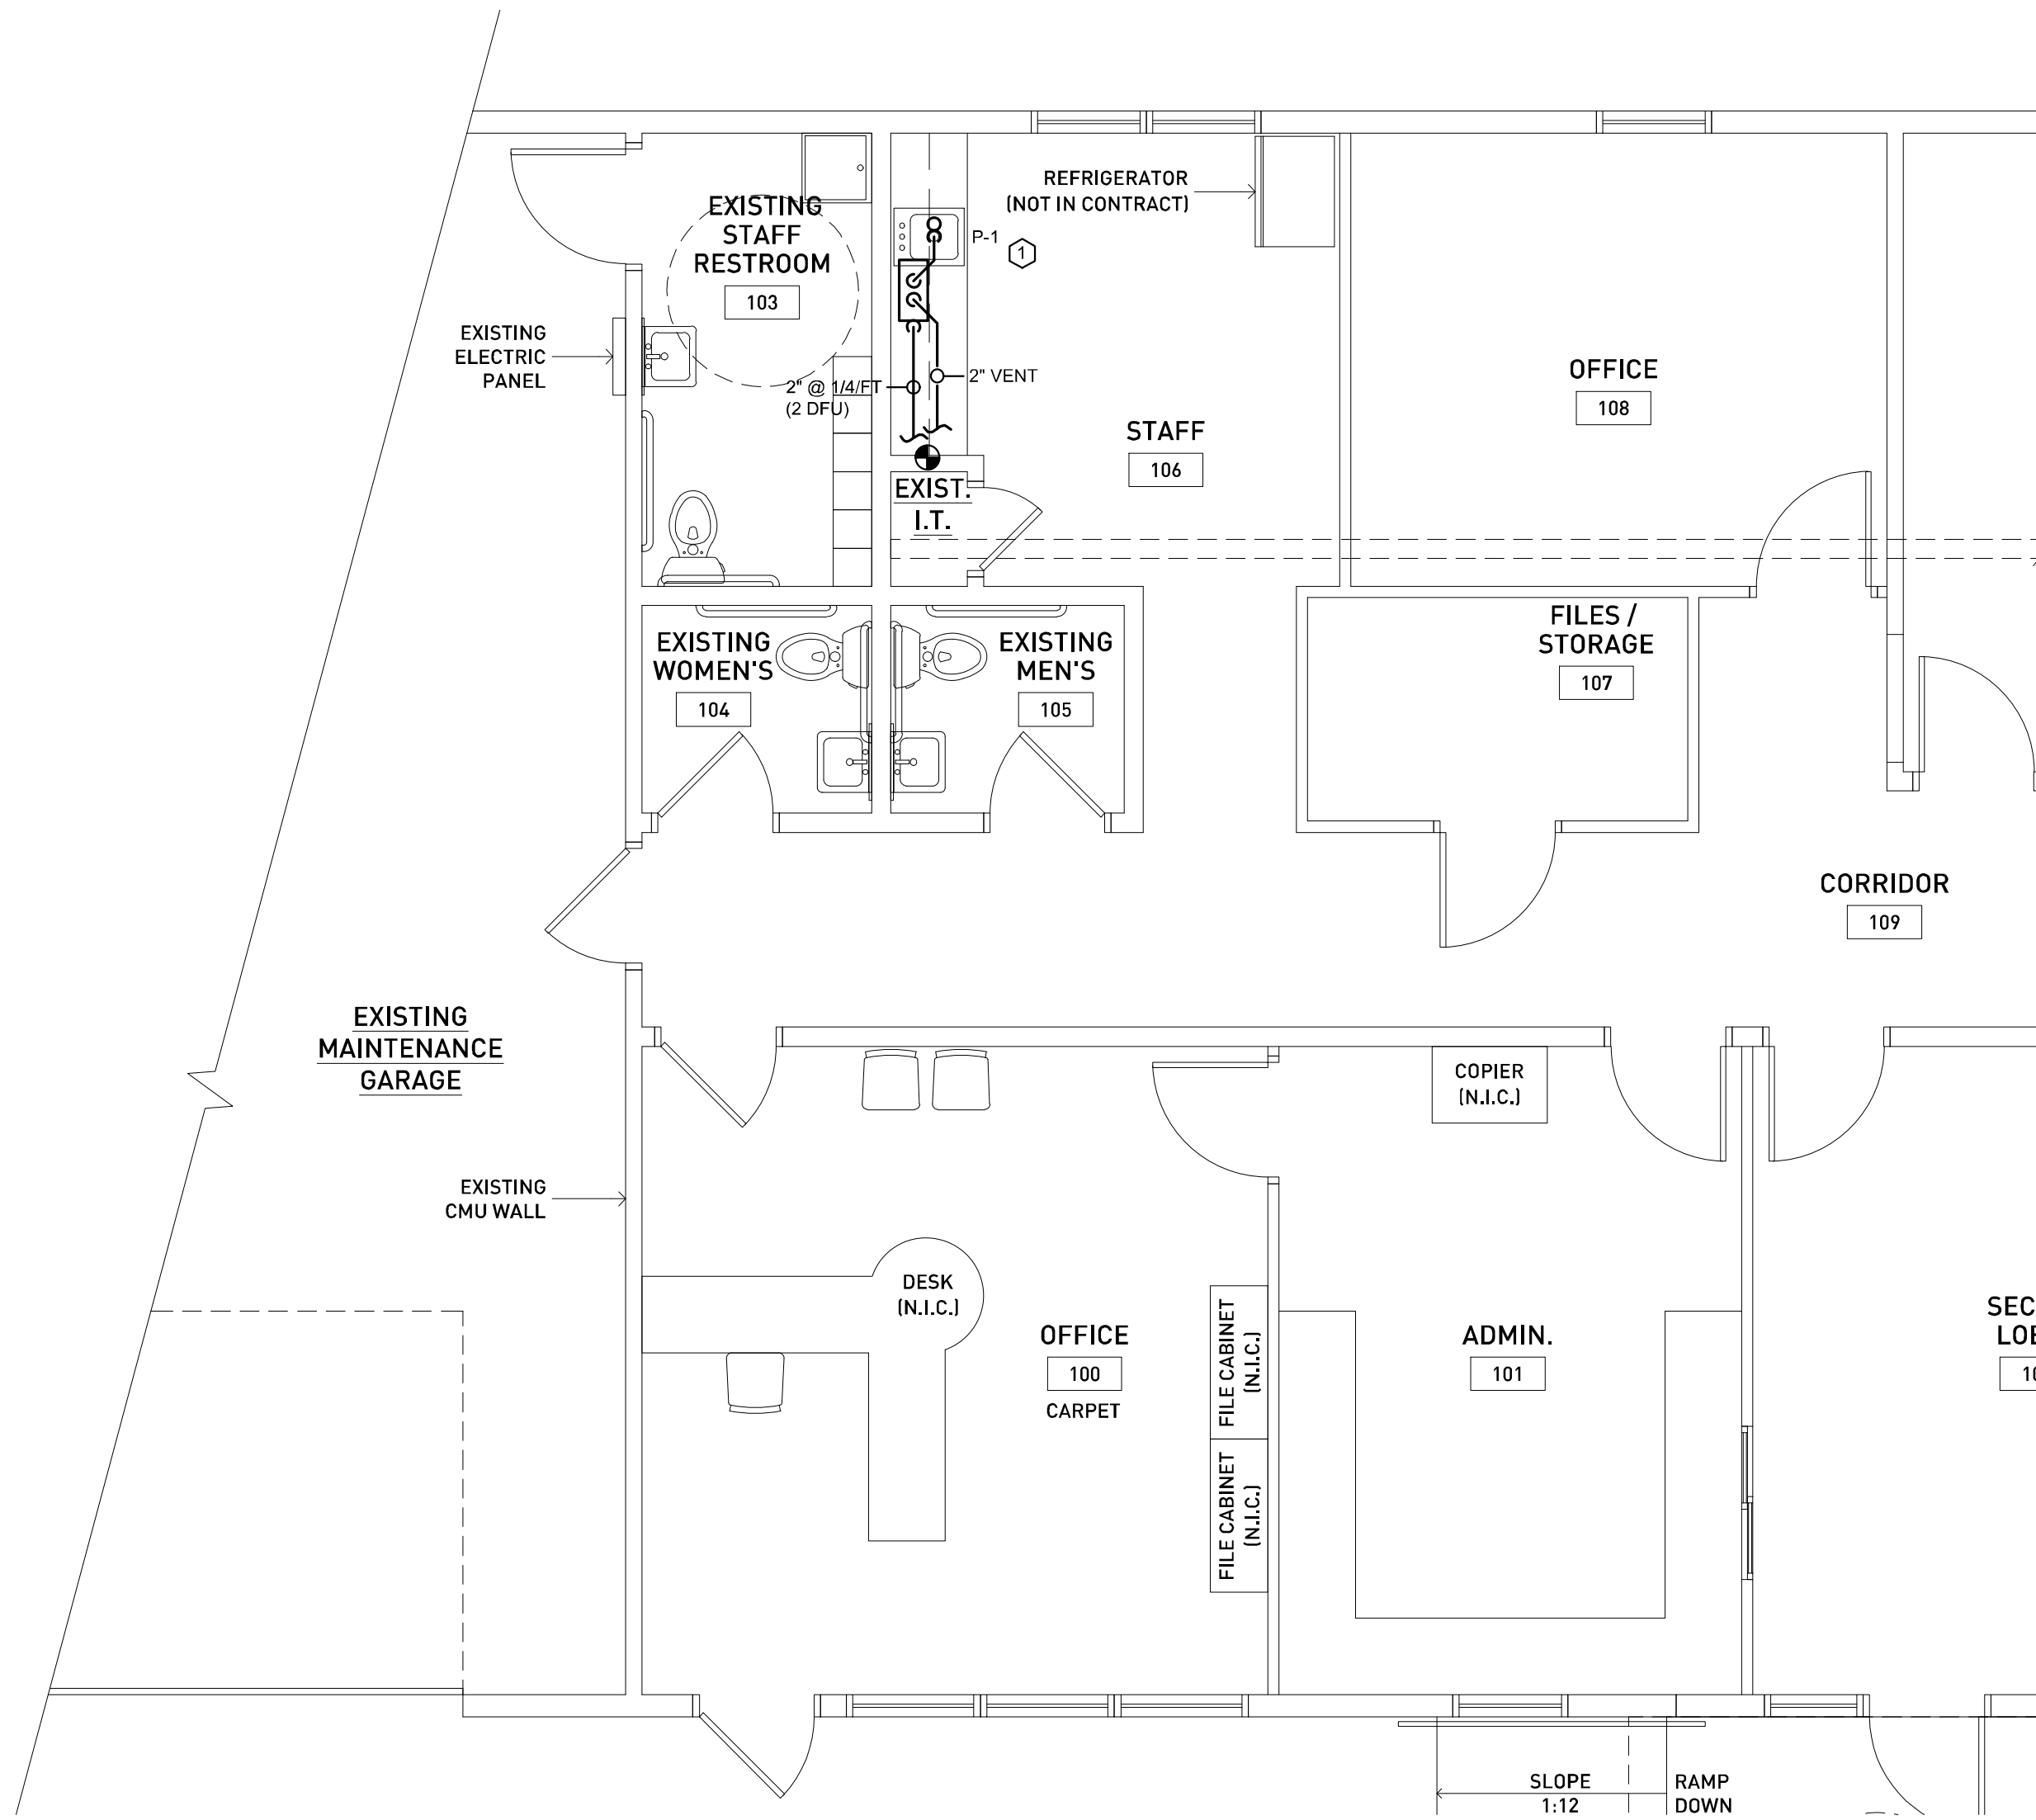 REFRIGERATOR
(NOT IN CONTRACT)
EXISTING
STAFF
RESTROOM
103
P-1
1
EXISTING
ELECTRIC
PANEL
2" @ 1/4/FT
(2 DFU)
2" VENT
OFFICE
108
STAFF
106
EXIST.
I.T.
EXISTING
WOMEN'S
104
EXISTING
MEN'S
105
FILES /
STORAGE
107
CORRIDOR
109
EXISTING
MAINTENANCE
GARAGE
COPIER
(N.I.C.)
EXISTING
CMU WALL
DESK
(N.I.C.)
OFFICE
100
CARPET
FILE CABINET
(N.I.C.)
FILE CABINET
(N.I.C.)
ADMIN.
101
SLOPE
1:12
RAMP
DOWN